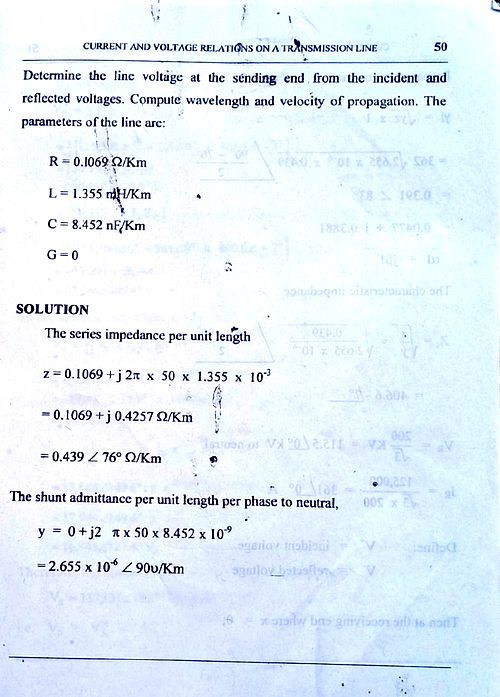 CURRENT AND VOLTAGE RELATIONS ON A TRANSMISSION LINE 50
Determine the line voltage at the sending end from the incident and
reflected voltages. Compute wavelength and velocity of propagation. The
parameters of the line are:
R = 0.1069 Ω/Km
L = 1.355 mH/Km
C = 8.452 nF/Km
G = 0
SOLUTION
The series impedance per unit length
z = 0.1069 + j 2π x 50 x 1.355 x 10⁻³
= 0.1069 + j 0.4257 Ω/Km
= 0.439 ∠ 76° Ω/Km
The shunt admittance per unit length per phase to neutral,
y = 0 + j2 π x 50 x 8.452 x 10⁻⁹
= 2.655 x 10⁻⁶ ∠ 90υ/Km